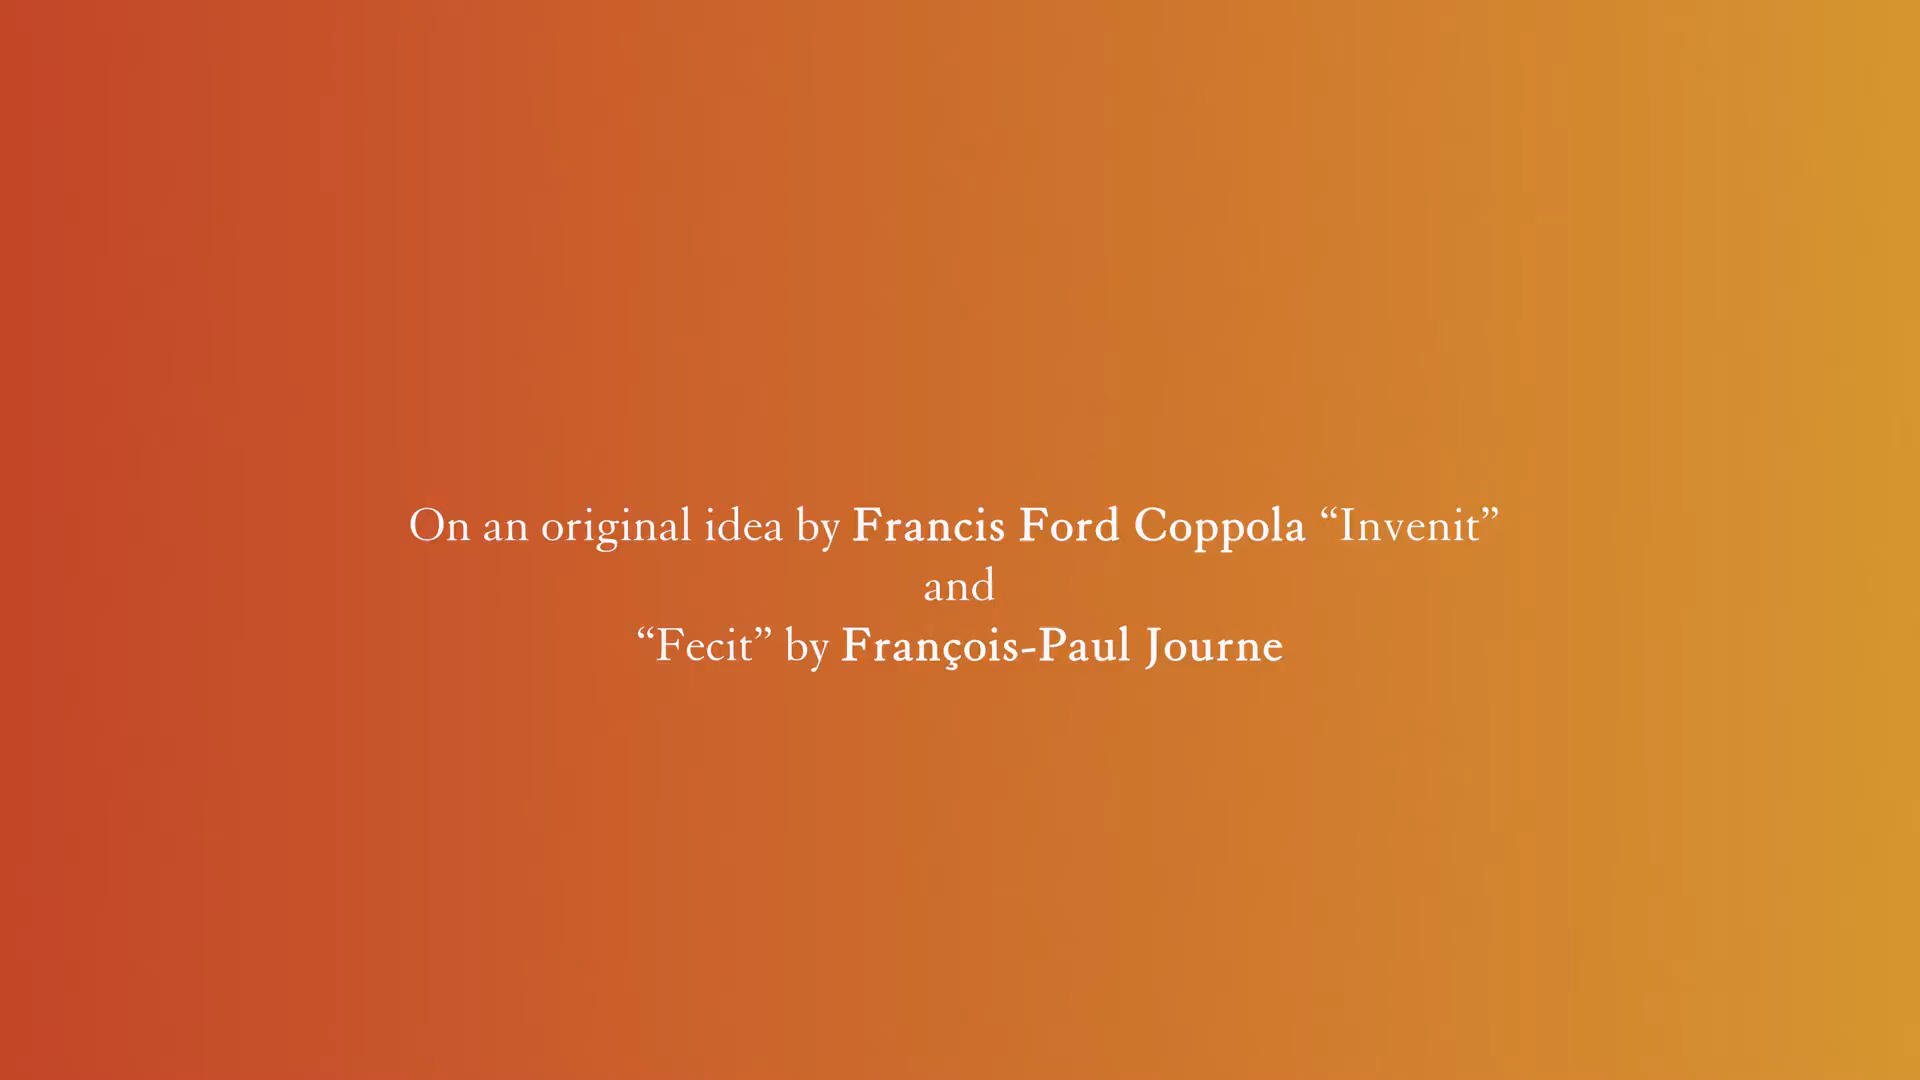 On an original idea by Francis Ford Coppola “Invenit”
and
“Fecit” by François-Paul Journe